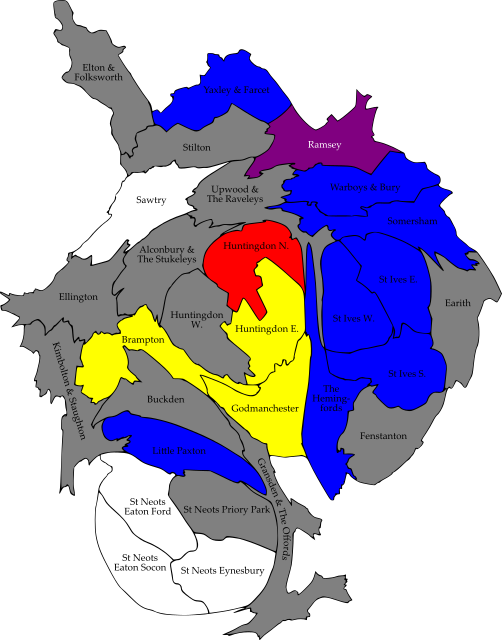 Elton &
Folksworth
Yaxley & Farcet
Stilton
Ramsey
Sawtry
Upwood &
The Raveleys
Warboys & Bury
Somersham
Alconbury &
The Stukeleys
Huntingdon N.
St Ives E.
Ellington
Earith
Huntingdon
W.
Huntingdon E.
St Ives W.
Brampton
Kimbolton & Staughton
Buckden
Godmanchester
The
Heming-
fords
St Ives S.
Fenstanton
Little Paxton
Gransden & The Offords
St Neots
Eaton Ford
St Neots Priory Park
St Neots
Eaton Socon
St Neots Eynesbury